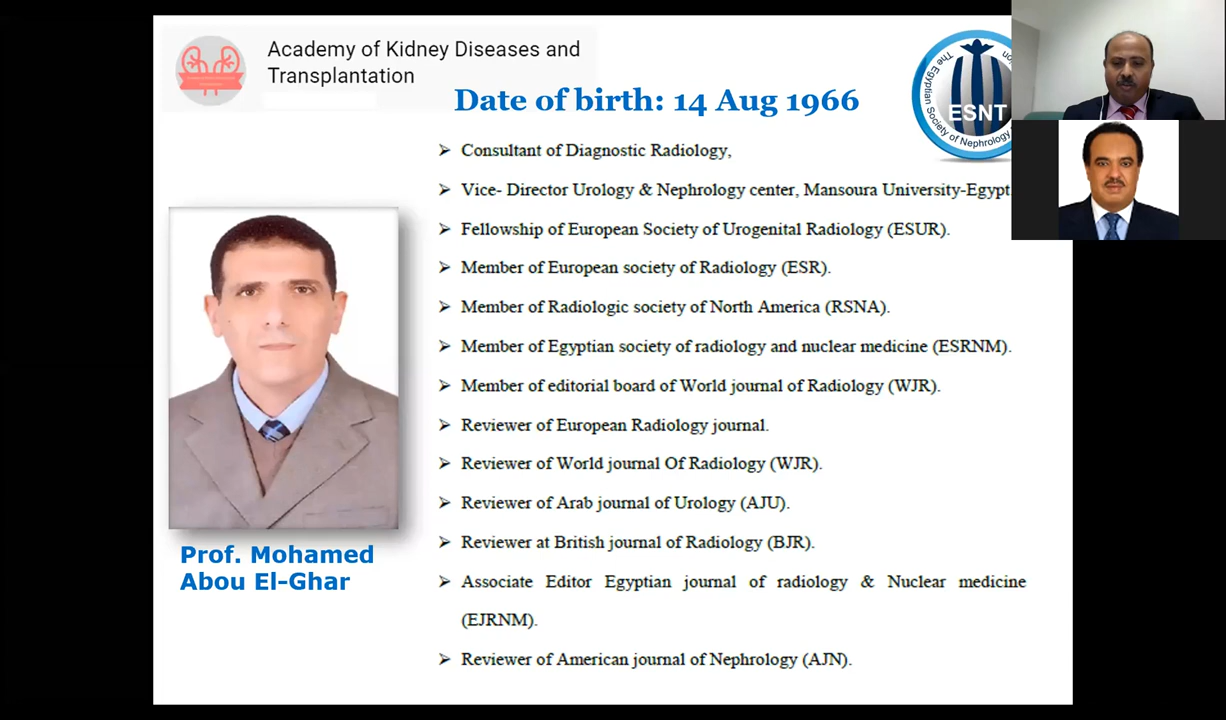 Academy of Kidney Diseases and
Transplantation
Date of birth: 14 Aug 1966
The Egyptian Society of Nephrology
ESNT
➢ Consultant of Diagnostic Radiology,
➢ Vice- Director Urology & Nephrology center, Mansoura University-Egypt
➢ Fellowship of European Society of Urogenital Radiology (ESUR).
➢ Member of European society of Radiology (ESR).
➢ Member of Radiologic society of North America (RSNA).
➢ Member of Egyptian society of radiology and nuclear medicine (ESRNM).
➢ Member of editorial board of World journal of Radiology (WJR).
➢ Reviewer of European Radiology journal.
➢ Reviewer of World journal Of Radiology (WJR).
➢ Reviewer of Arab journal of Urology (AJU).
➢ Reviewer at British journal of Radiology (BJR).
➢ Associate Editor Egyptian journal of radiology & Nuclear medicine
(EJRNM).
➢ Reviewer of American journal of Nephrology (AJN).
Prof. Mohamed
Abou El-Ghar